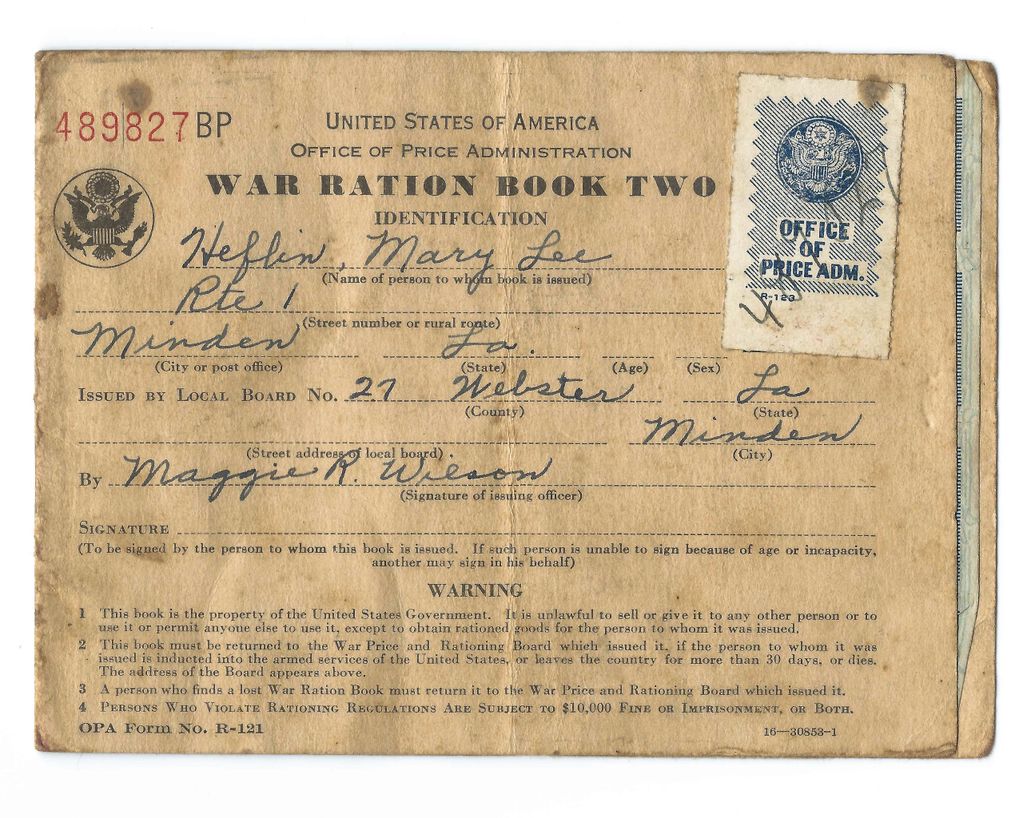 489827 BP
UNITED STATES OF AMERICA
OFFICE OF PRICE ADMINISTRATION
WAR RATION BOOK TWO
IDENTIFICATION
OFFICE
OF
PRICE ADM.
R-123
Heflin, Mary Lee
(Name of person to whom book is issued)
Rte 1
(Street number or rural route)
Minden La.
(City or post office) (State) (Age) (Sex)
ISSUED BY LOCAL BOARD No. 27 Webster La
(County) (State)
Minden
(Street address of local board) (City)
By Maggie R. Wilson
(Signature of issuing officer)
SIGNATURE
(To be signed by the person to whom this book is issued. If such person is unable to sign because of age or incapacity,
another may sign in his behalf)
WARNING
1 This book is the property of the United States Government. It is unlawful to sell or give it to any other person or to
use it or permit anyone else to use it, except to obtain rationed goods for the person to whom it was issued.
2 This book must be returned to the War Price and Rationing Board which issued it, if the person to whom it was
issued is inducted into the armed services of the United States, or leaves the country for more than 30 days, or dies.
The address of the Board appears above.
3 A person who finds a lost War Ration Book must return it to the War Price and Rationing Board which issued it.
4 PERSONS WHO VIOLATE RATIONING REGULATIONS ARE SUBJECT TO $10,000 FINE OR IMPRISONMENT, OR BOTH.
OPA Form No. R-121 16—30853-1